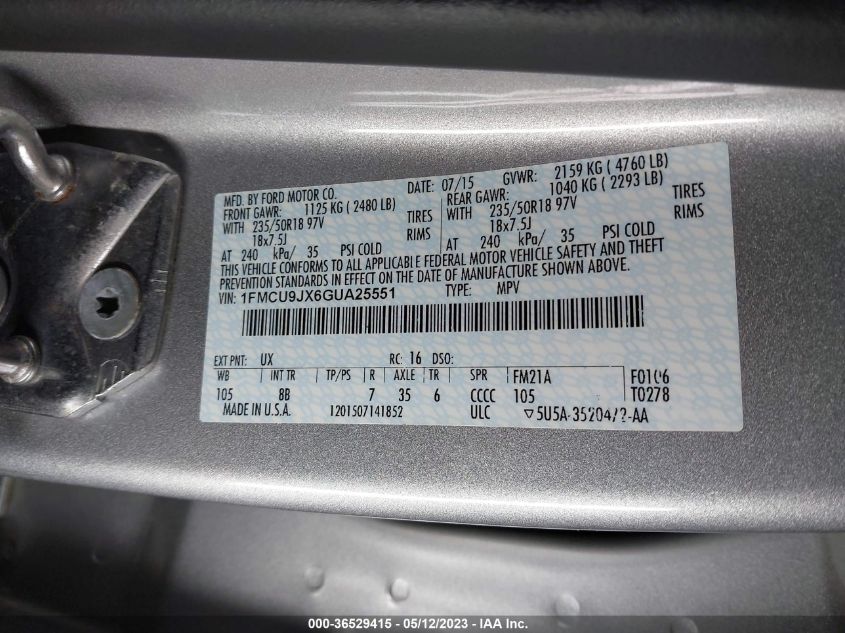 MFD. BY FORD MOTOR CO.
DATE: 07/15 GVWR: 2159 KG ( 4760 LB)
FRONT GAWR: 1125 KG ( 2480 LB)
REAR GAWR: 1040 KG ( 2293 LB)
WITH 235/50R18 97V TIRES
WITH 235/50R18 97V TIRES
18x7.5J RIMS
18x7.5J RIMS
AT 240 kPa/ 35 PSI COLD
AT 240 kPa/ 35 PSI COLD
THIS VEHICLE CONFORMS TO ALL APPLICABLE FEDERAL MOTOR VEHICLE SAFETY AND THEFT
PREVENTION STANDARDS IN EFFECT ON THE DATE OF MANUFACTURE SHOWN ABOVE.
VIN: 1FMCU9JX6GUA25551 TYPE: MPV
EXT PNT: UX RC: 16 DSO:
WB INT TR TP/PS R AXLE TR SPR FM21A F0106
105 8B 7 35 6 CCCC 105 T0278
MADE IN U.S.A. 1201507141852 ULC
000-36529415 - 05/12/2023 - IAA Inc.